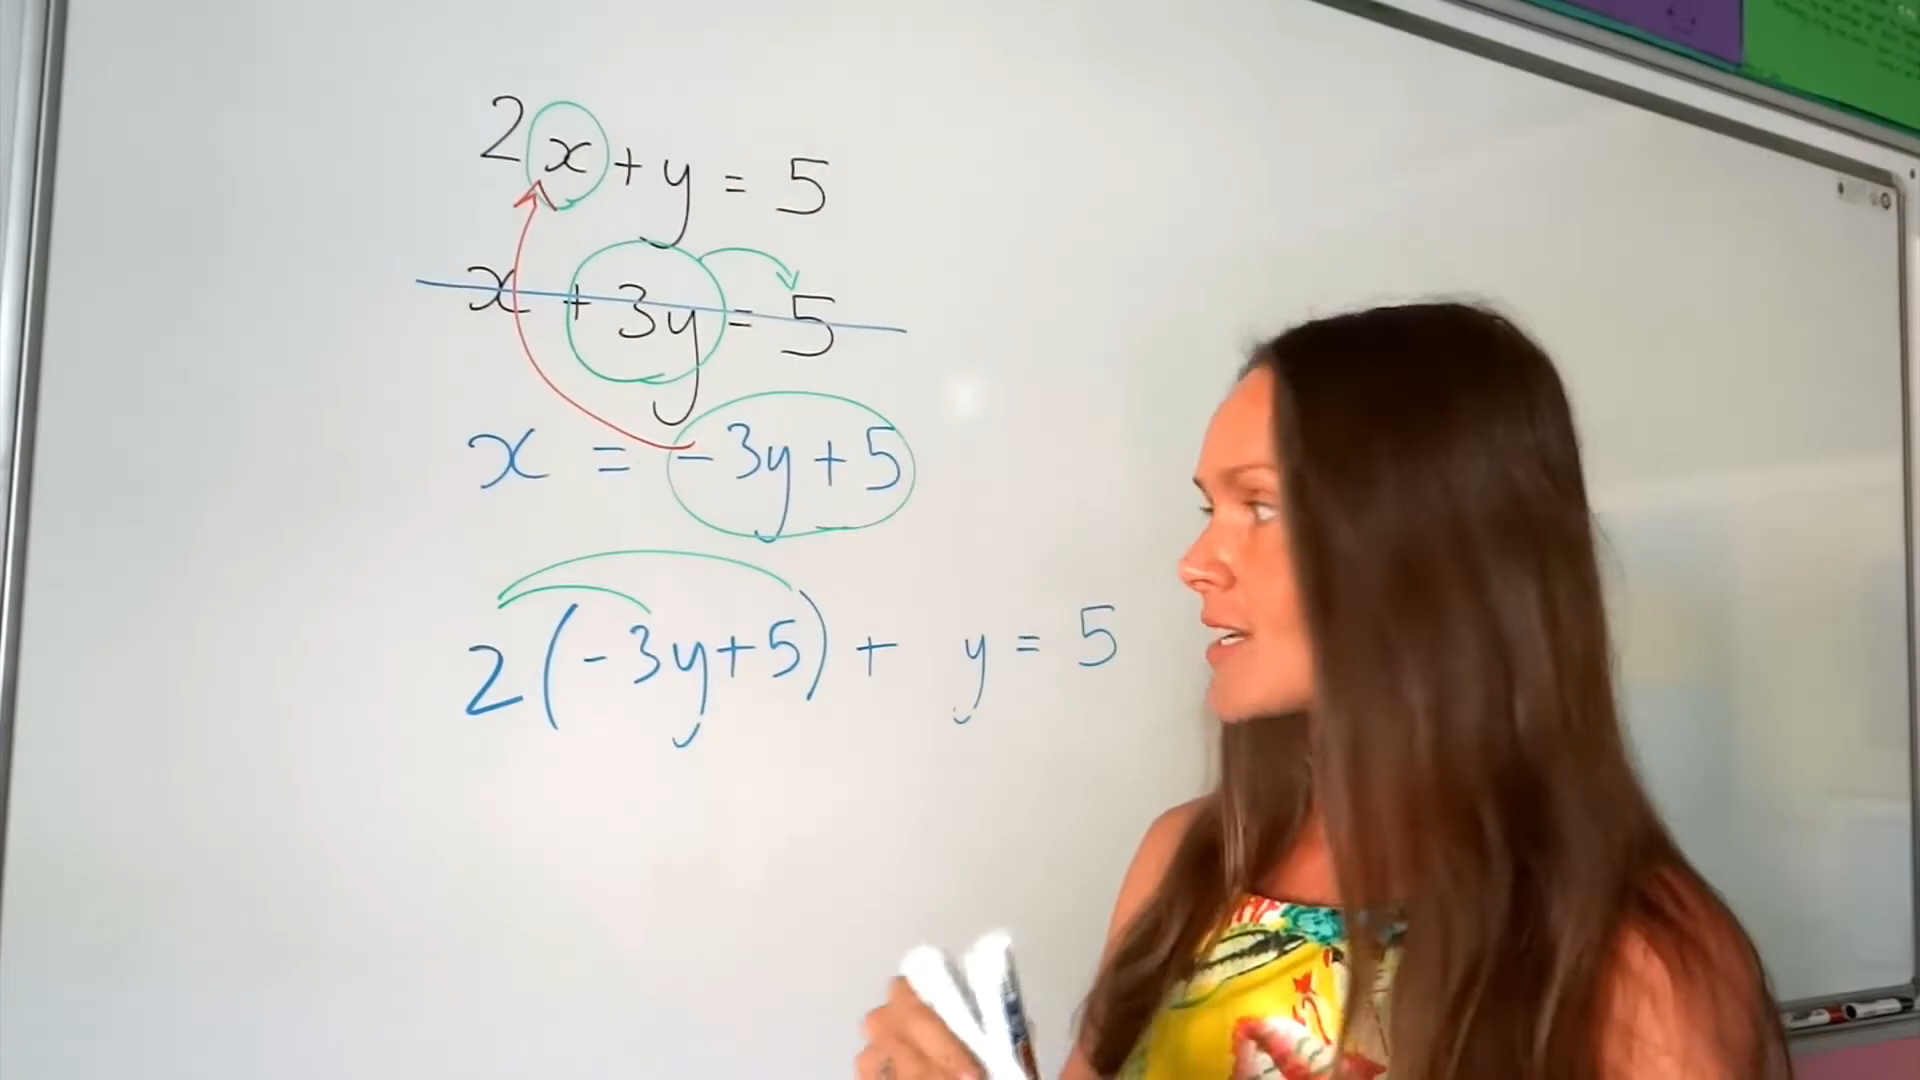 2x + y = 5
x + 3y = 5
x = -3y + 5
2(-3y + 5) + y = 5